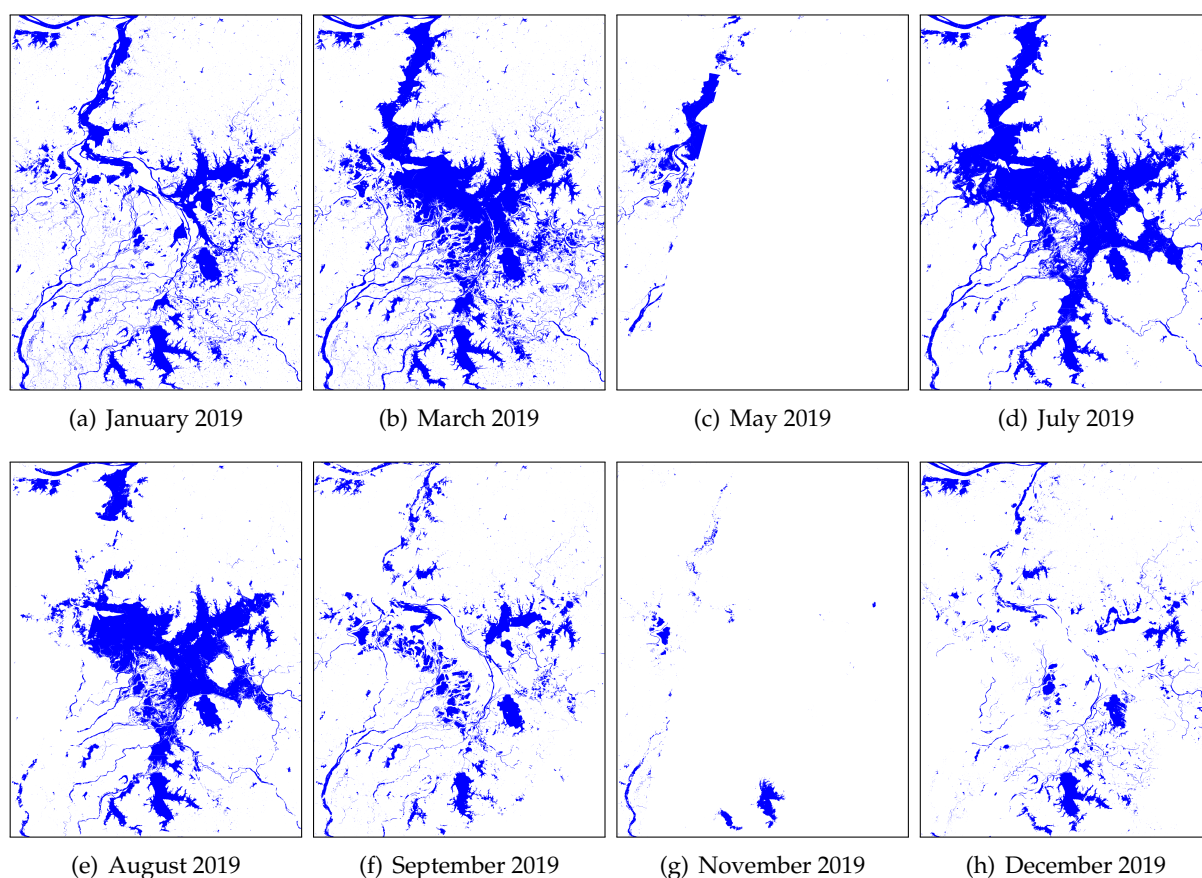 (a) January 2019
(b) March 2019
(c) May 2019
(d) July 2019
(e) August 2019
(f) September 2019
(g) November 2019
(h) December 2019